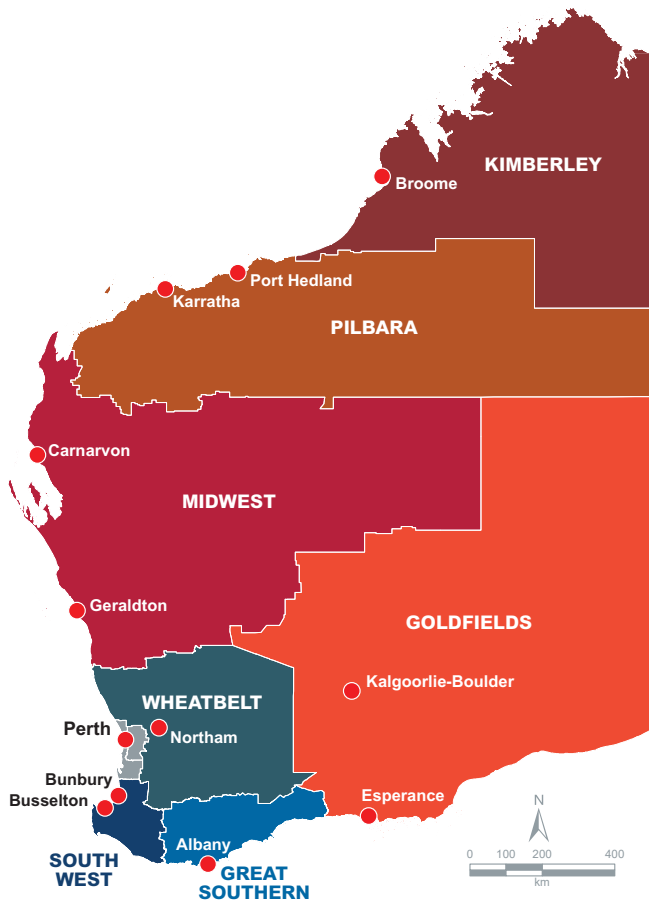 KIMBERLEY
Broome
Port Hedland
Karratha
PILBARA
Carnarvon
MIDWEST
Geraldton
GOLDFIELDS
Kalgoorlie-Boulder
WHEATBELT
Perth
Northam
Bunbury
Busselton
Esperance
N
Albany
SOUTH
WEST
GREAT
SOUTHERN
0 100 200 400
km